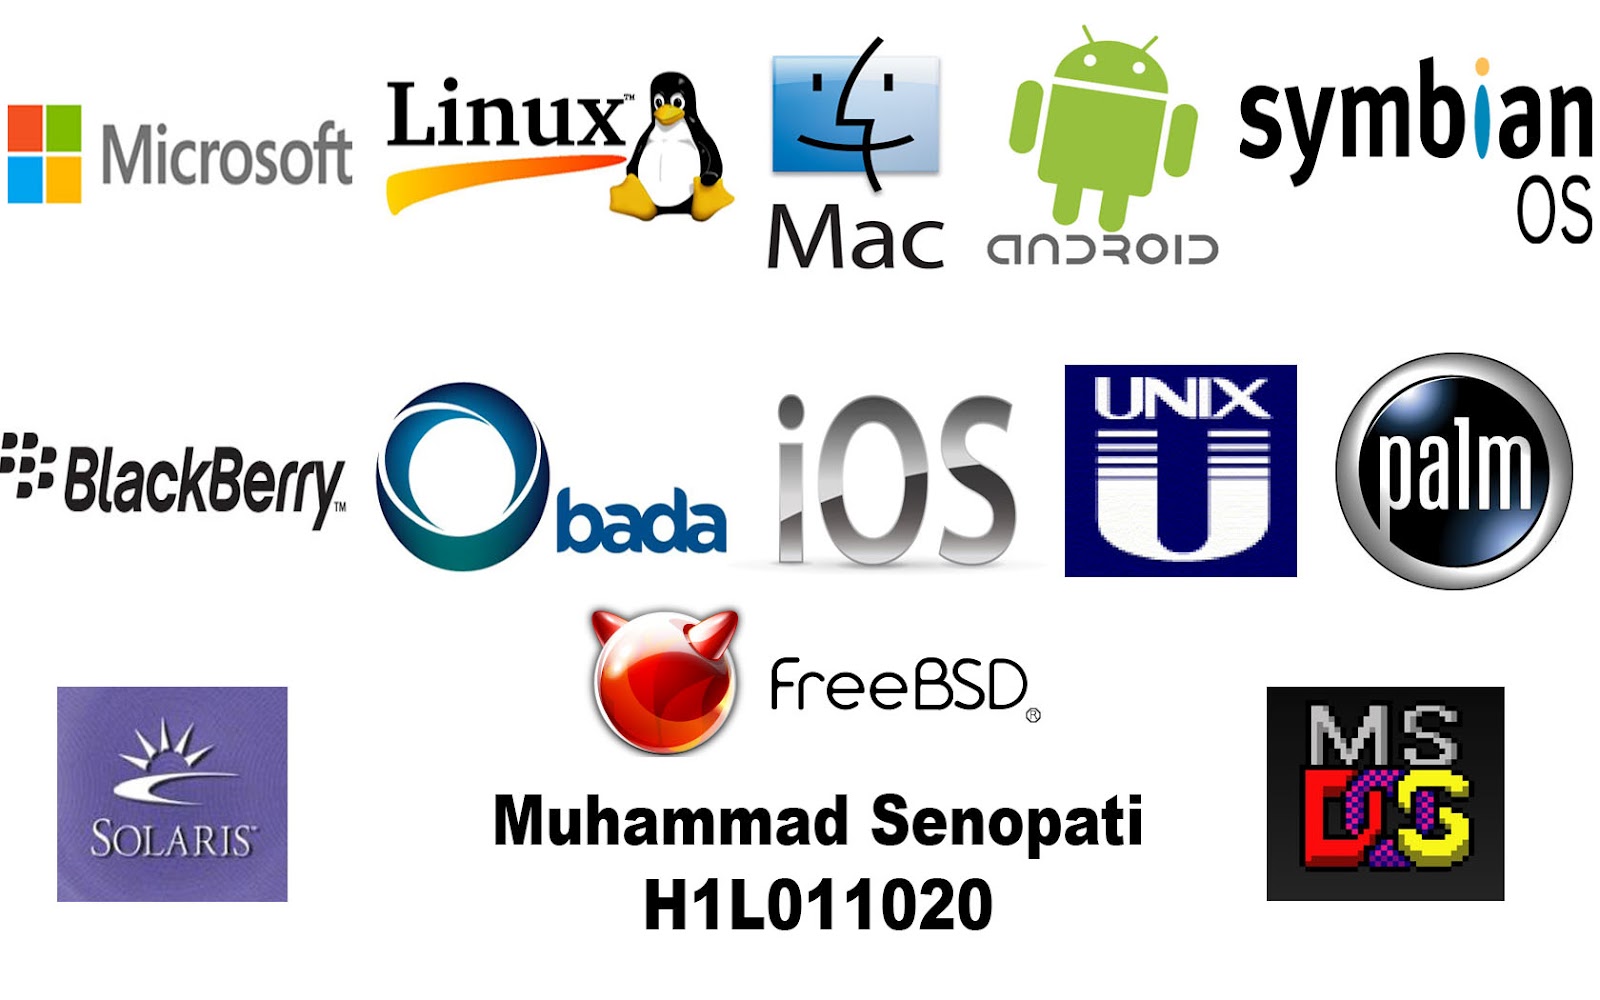 Microsoft
Linux™
Mac
ANDROID
symbian
OS
BlackBerry™
bada
iOS
UNIX
U
palm
FreeBSD®
SOLARIS™
MS
DOS
Muhammad Senopati
H1L011020